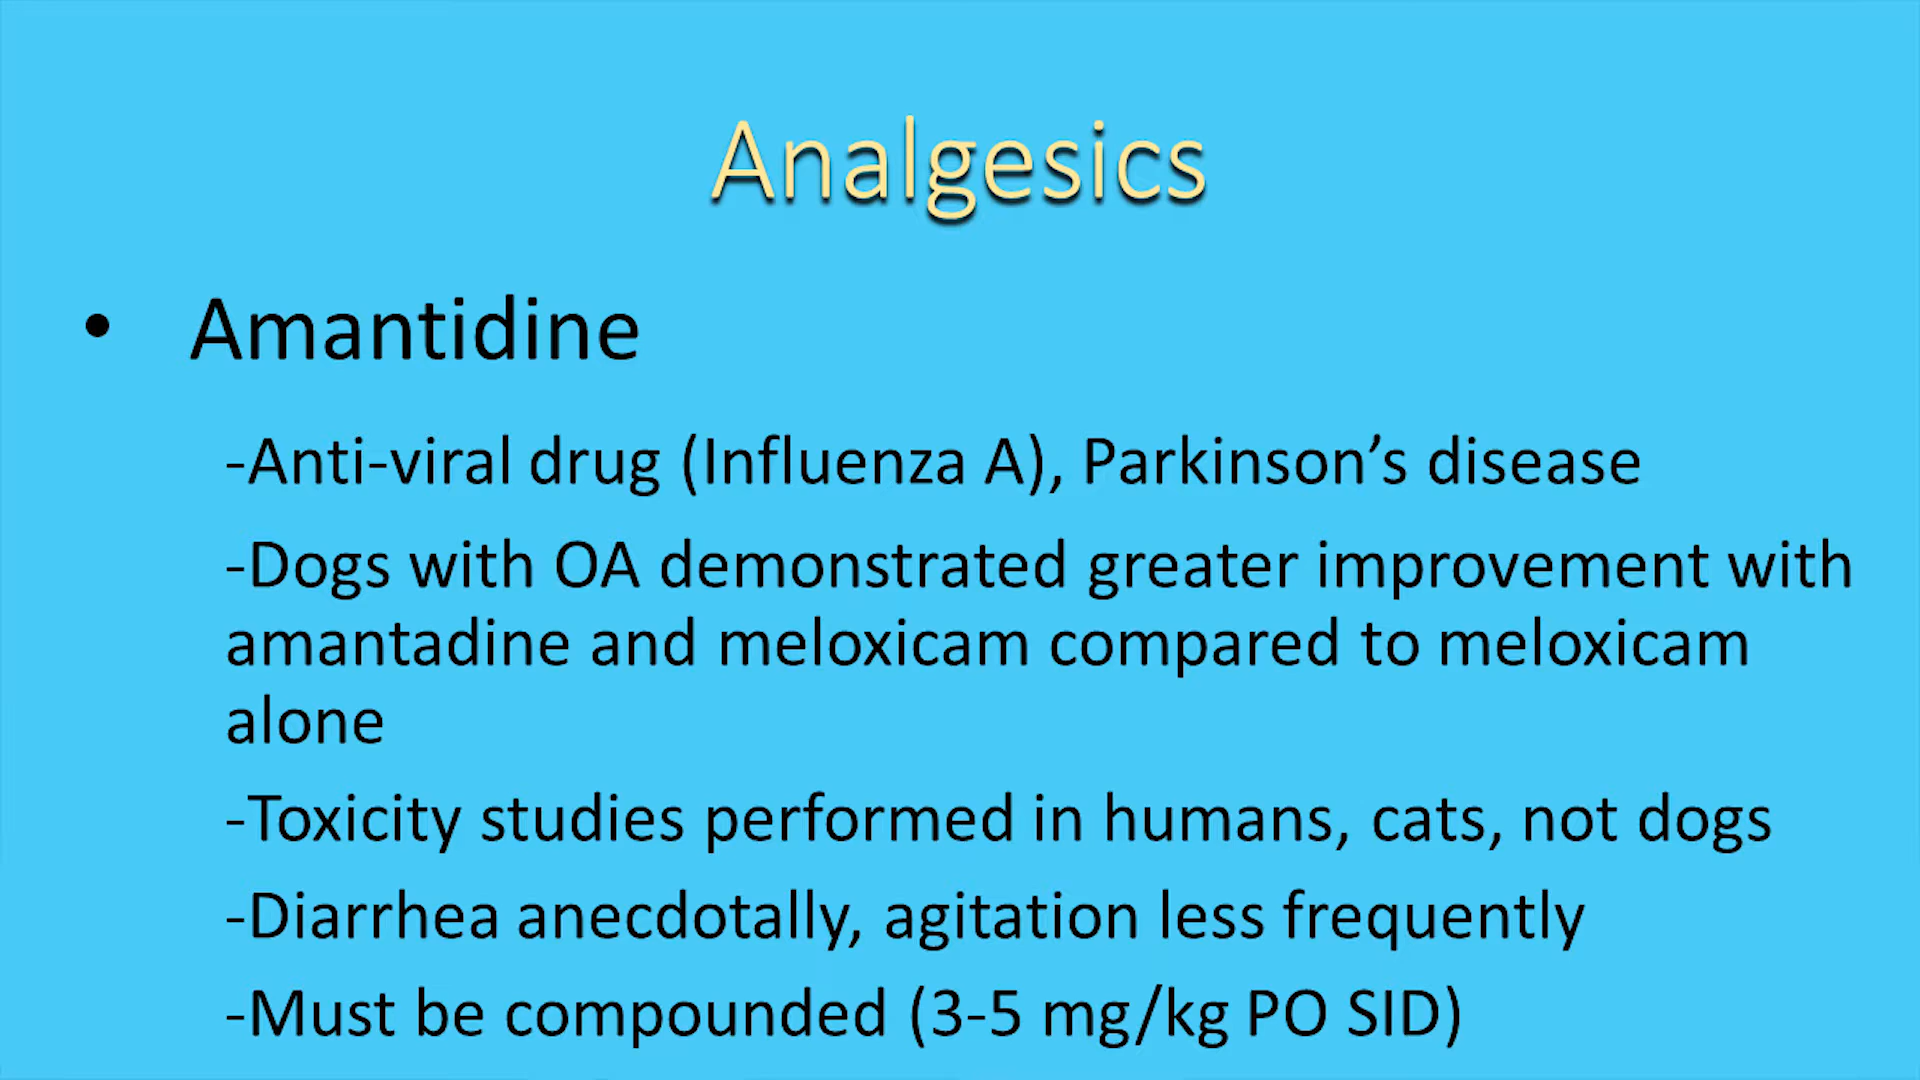 Analgesics
• Amantidine
-Anti-viral drug (Influenza A), Parkinson’s disease
-Dogs with OA demonstrated greater improvement with
amantadine and meloxicam compared to meloxicam
alone
-Toxicity studies performed in humans, cats, not dogs
-Diarrhea anecdotally, agitation less frequently
-Must be compounded (3-5 mg/kg PO SID)